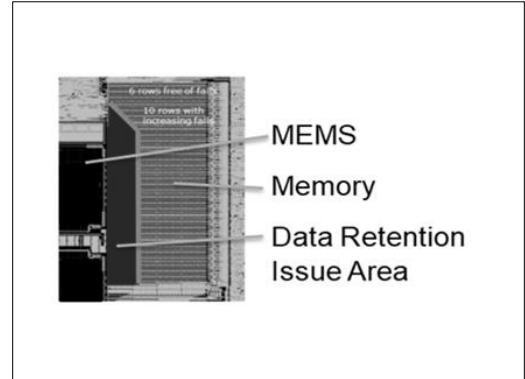 6 rows free of fails
10 rows with
increasing fails
MEMS
Memory
Data Retention
Issue Area